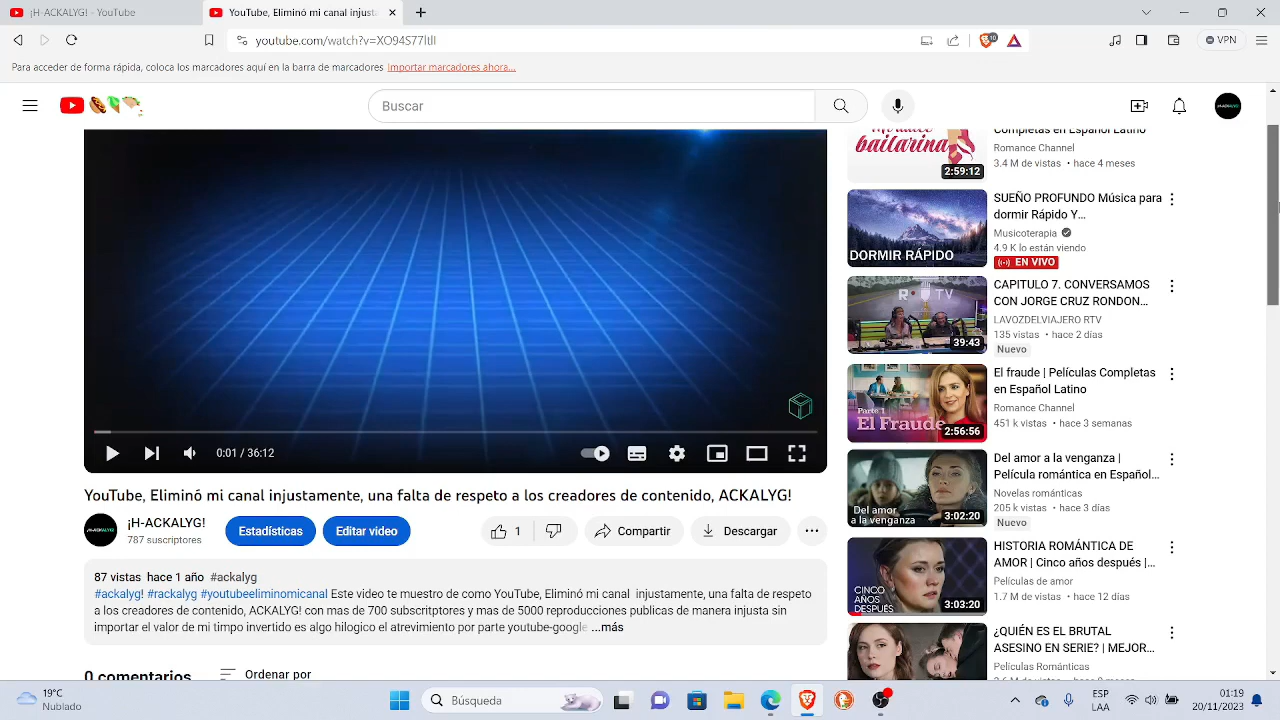 ¡H-ACKALYG! - YouTube
YouTube, Eliminó mi canal injusta
youtube.com/watch?v=XO94S77ltlI
10
VPN
Para acceder de forma rápida, coloca los marcadores aquí en la barra de marcadores Importar marcadores ahora...
Buscar
bailarina
2:59:12
Completas en Español Latino
Romance Channel
3.4 M de vistas • hace 4 meses
DORMIR RÁPIDO
SUEÑO PROFUNDO Música para
dormir Rápido Y...
Musicoterapia
4.9 K lo están viendo
EN VIVO
R TV
39:43
CAPITULO 7. CONVERSAMOS
CON JORGE CRUZ RONDON...
LAVOZDELVIAJERO RTV
135 vistas • hace 2 días
Nuevo
Parte 1
El Fraude
2:56:56
El fraude | Películas Completas
en Español Latino
Romance Channel
451 k vistas • hace 3 semanas
Del amor
a la venganza
3:02:20
Del amor a la venganza |
Película romántica en Español...
Novelas románticas
205 k vistas • hace 3 días
Nuevo
CINCO
AÑOS
DESPUÉS
3:03:20
HISTORIA ROMÁNTICA DE
AMOR | Cinco años después |...
Películas de amor
1.7 M de vistas • hace 12 días
¿QUIÉN ES EL BRUTAL
ASESINO EN SERIE? | MEJOR...
Películas Románticas
0:01 / 38:12
YouTube, Eliminó mi canal injustamente, una falta de respeto a los creadores de contenido, ACKALYG!
¡H-ACKALYG!
787 suscriptores
Estadísticas
Editar video
Compartir
Descargar
87 vistas hace 1 año #ackalyg
#ackalyg! #rackalyg #youtubeeliminomicanal Este video te muestro de como YouTube, Eliminó mi canal injustamente, una falta de respeto
a los creadores de contenido, ACKALYG! con mas de 700 subscriptores y mas de 5000 reproducciones publicas de manera injusta sin
importar el valor ni la importancia es algo hilogico el atrevimiento por parte youtube-google ...más
0 comentarios
Ordenar por
19°C
Nublado
Búsqueda
ESP
LAA
01:19
20/11/2023